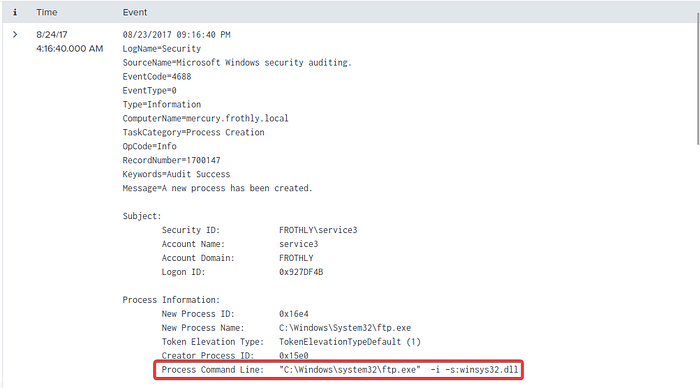 i Time Event
> 8/24/17 08/23/2017 09:16:40 PM
4:16:40.000 AM LogName=Security
SourceName=Microsoft Windows security auditing.
EventCode=4688
EventType=0
Type=Information
ComputerName=mercury.frothly.local
TaskCategory=Process Creation
OpCode=Info
RecordNumber=1700147
Keywords=Audit Success
Message=A new process has been created.
Subject:
Security ID: FROTHLY\service3
Account Name: service3
Account Domain: FROTHLY
Logon ID: 0x927DF4B
Process Information:
New Process ID: 0x16e4
New Process Name: C:\Windows\System32\ftp.exe
Token Elevation Type: TokenElevationTypeDefault (1)
Creator Process ID: 0x15e0
Process Command Line: "C:\Windows\system32\ftp.exe" -i -s:winsys32.dll